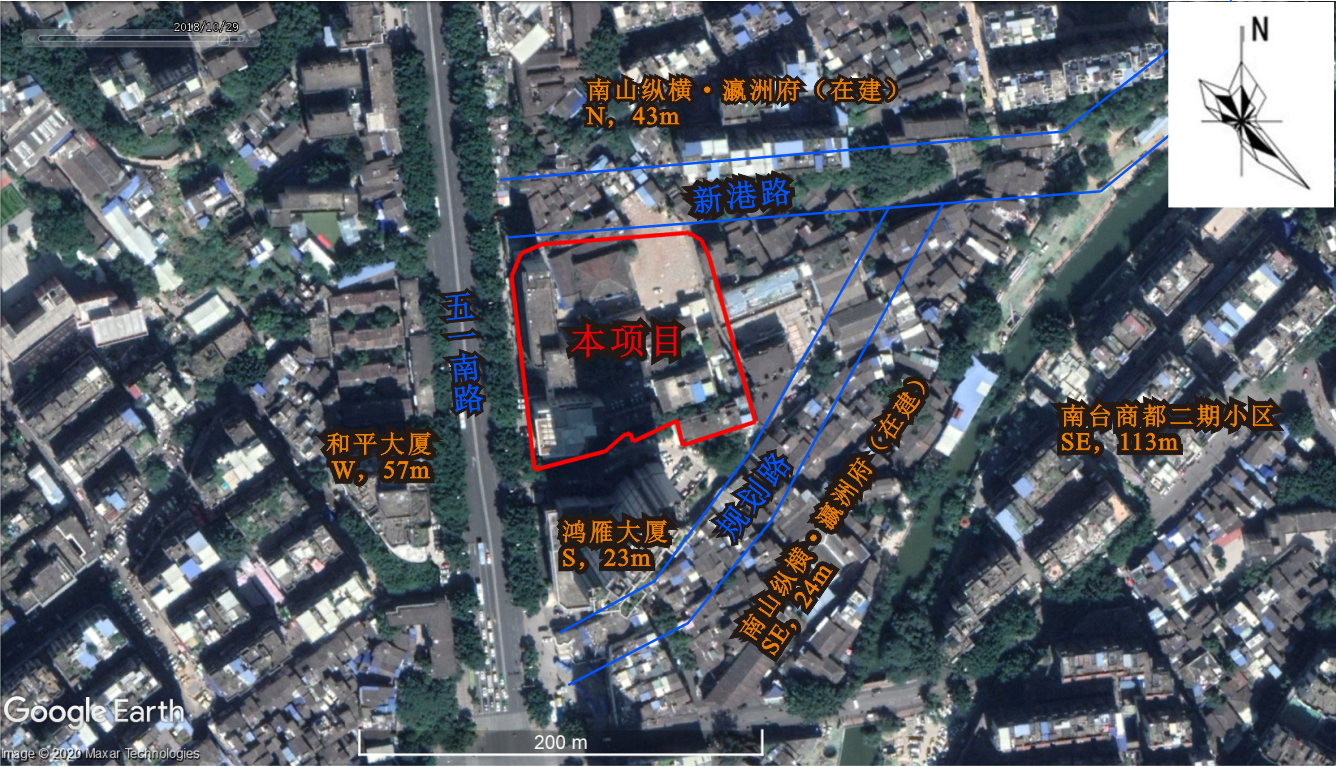 2018/10/29
N
南山纵横·瀛洲府（在建）
N，43m
新港路
五一南路
本项目
和平大厦
W，57m
南台商都二期小区
SE，113m
规划路
南山纵横·瀛洲府（在建）
SE，24m
鸿雁大厦
S，23m
Google Earth
200 m
Image © 2020 Maxar Technologies